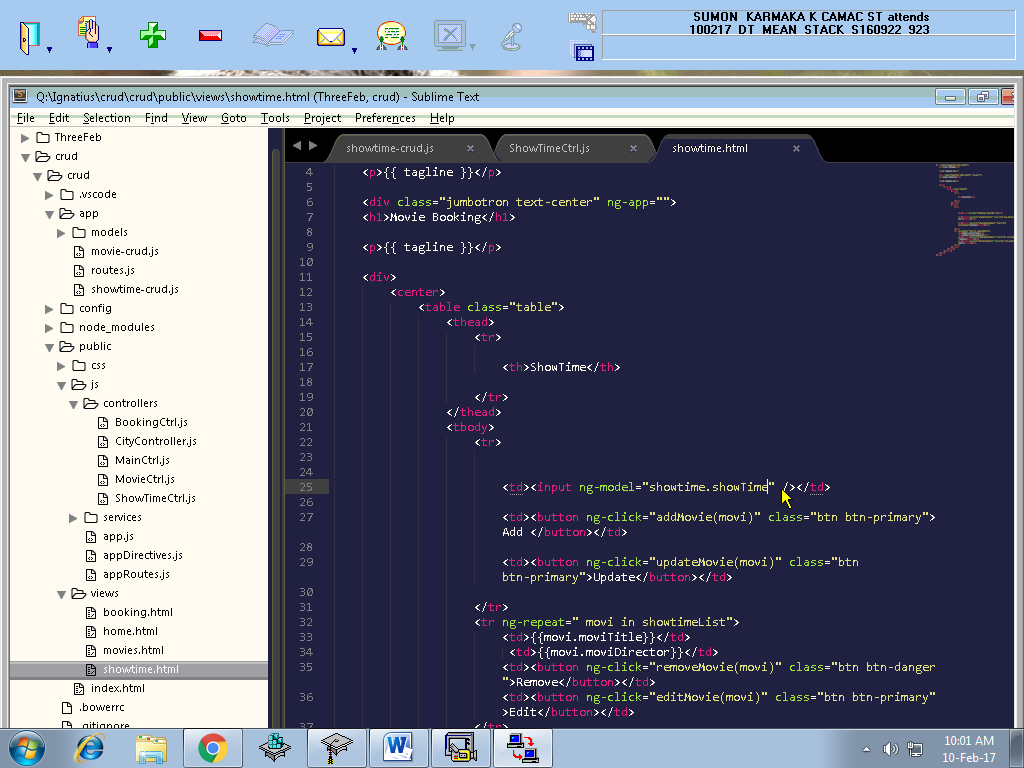 SUMON KARMAKA K CAMAC ST attends
100217_DT_MEAN_STACK_S160922_923
Q:\Ignatius\crud\crud\public\views\showtime.html (ThreeFeb, crud) - Sublime Text
File Edit Selection Find View Goto Tools Project Preferences Help
ThreeFeb
crud
crud
.vscode
app
models
movie-crud.js
routes.js
showtime-crud.js
config
node_modules
public
css
js
controllers
BookingCtrl.js
CityController.js
MainCtrl.js
MovieCtrl.js
ShowTimeCtrl.js
services
app.js
appDirectives.js
appRoutes.js
views
booking.html
home.html
movies.html
showtime.html
index.html
.bowerrc
.gitignore
showtime-crud.js × ShowTimeCtrl.js × showtime.html ×
4 <p>{{ tagline }}</p>
5
6 <div class="jumbotron text-center" ng-app="">
7 <h1>Movie Booking</h1>
8
9 <p>{{ tagline }}</p>
10
11 <div>
12 <center>
13 <table class="table">
14 <thead>
15 <tr>
16
17 <th>ShowTime</th>
18
19 </tr>
20 </thead>
21 <tbody>
22 <tr>
23
24
25 <td><input ng-model="showtime.showTime" /></td>
26
27 <td><button ng-click="addMovie(movi)" class="btn btn-primary">
Add </button></td>
28
29 <td><button ng-click="updateMovie(movi)" class="btn
btn-primary">Update</button></td>
30
31 </tr>
32 <tr ng-repeat=" movi in showtimeList">
33 <td>{{movi.moviTitle}}</td>
34 <td>{{movi.moviDirector}}</td>
35 <td><button ng-click="removeMovie(movi)" class="btn btn-danger
">Remove</button></td>
36 <td><button ng-click="editMovie(movi)" class="btn btn-primary"
>Edit</button></td>
37 </tr>
10:01 AM
10-Feb-17